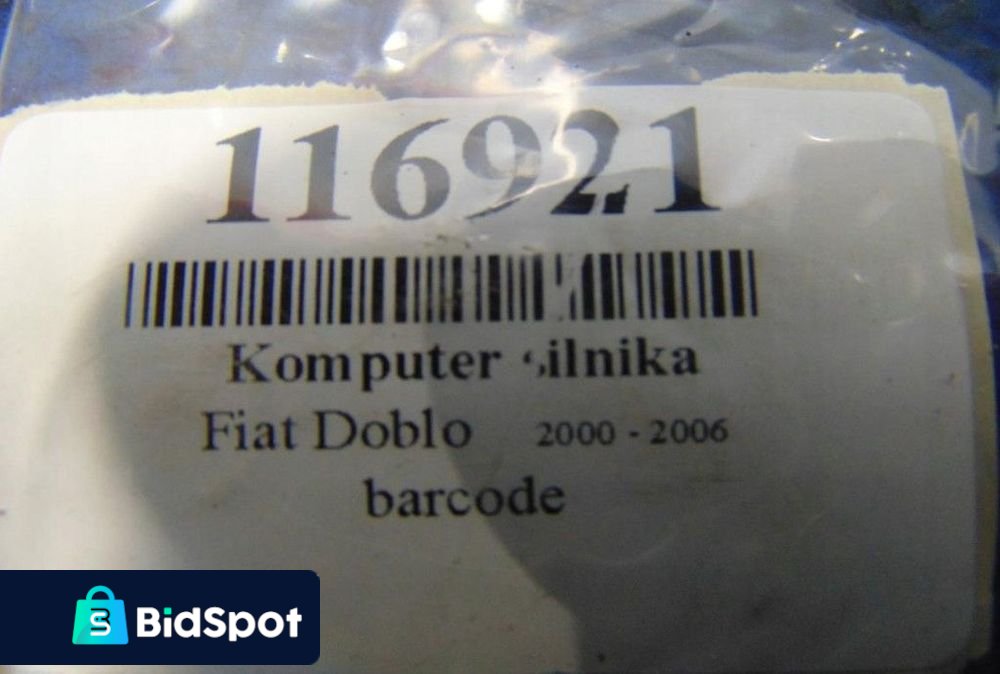 116921
Komputer silnika
Fiat Doblo 2000 - 2006
barcode
BidSpot